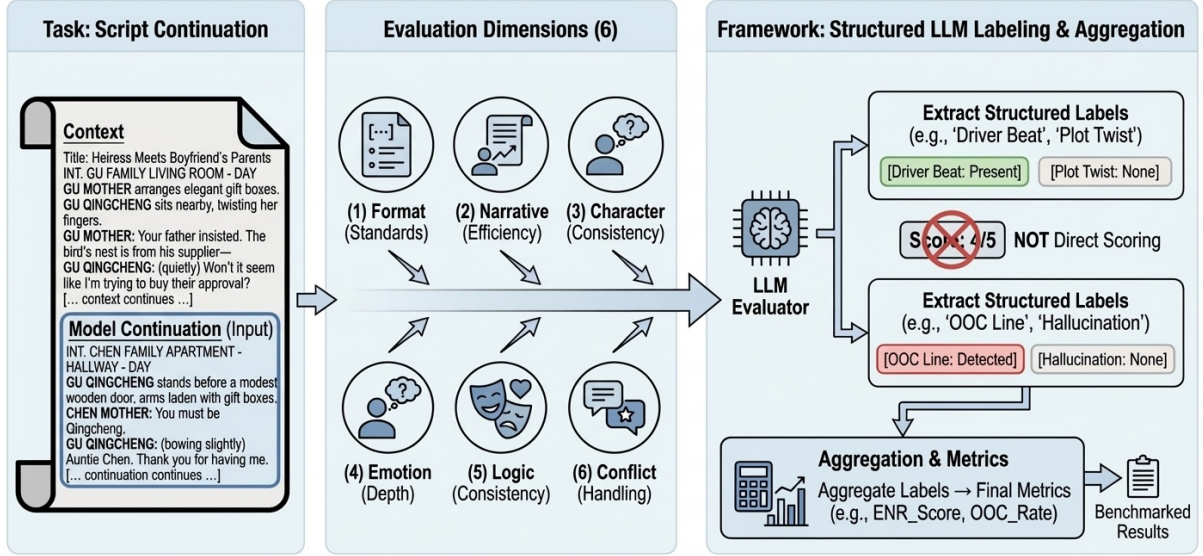 Task: Script Continuation
Context
Title: Heiress Meets Boyfriend's Parents
INT. GU FAMILY LIVING ROOM - DAY
GU MOTHER arranges elegant gift boxes.
GU QINGCHENG sits nearby, twisting her
fingers.
GU MOTHER: Your father insisted. The
bird's nest is from his supplier—
GU QINGCHENG: (quietly) Won't it seem
like I'm trying to buy their approval?
[... context continues ...]
Model Continuation (Input)
INT. CHEN FAMILY APARTMENT -
HALLWAY - DAY
GU QINGCHENG stands before a modest
wooden door, arms laden with gift boxes.
CHEN MOTHER: You must be
Qingcheng.
GU QINGCHENG: (bowing slightly)
Auntie Chen. Thank you for having me.
[... continuation continues ...]
Evaluation Dimensions (6)
[...]
?
(1) Format
(Standards)
(2) Narrative
(Efficiency)
(3) Character
(Consistency)
?
(4) Emotion
(Depth)
(5) Logic
(Consistency)
(6) Conflict
(Handling)
Framework: Structured LLM Labeling & Aggregation
LLM
Evaluator
Extract Structured Labels
(e.g., 'Driver Beat', 'Plot Twist')
[Driver Beat: Present]
[Plot Twist: None]
Score: 4/5
NOT Direct Scoring
Extract Structured Labels
(e.g., 'OOC Line', 'Hallucination')
[OOC Line: Detected]
[Hallucination: None]
Aggregation & Metrics
Aggregate Labels → Final Metrics
(e.g., ENR_Score, OOC_Rate)
Benchmarked
Results